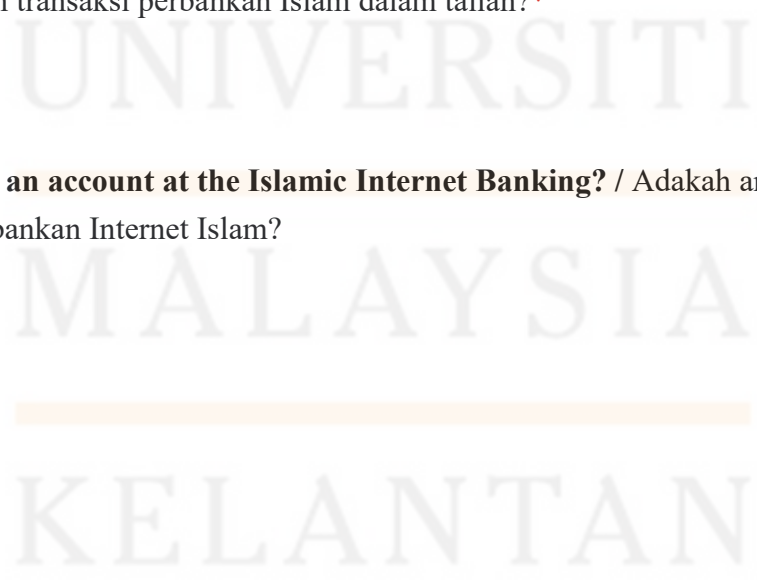 transaksi perbankan Islam dalam talian?*
UNIVERSITI
an account at the Islamic Internet Banking? / Adakah
bankan Internet Islam?
MALAYSIA
KELANTAN